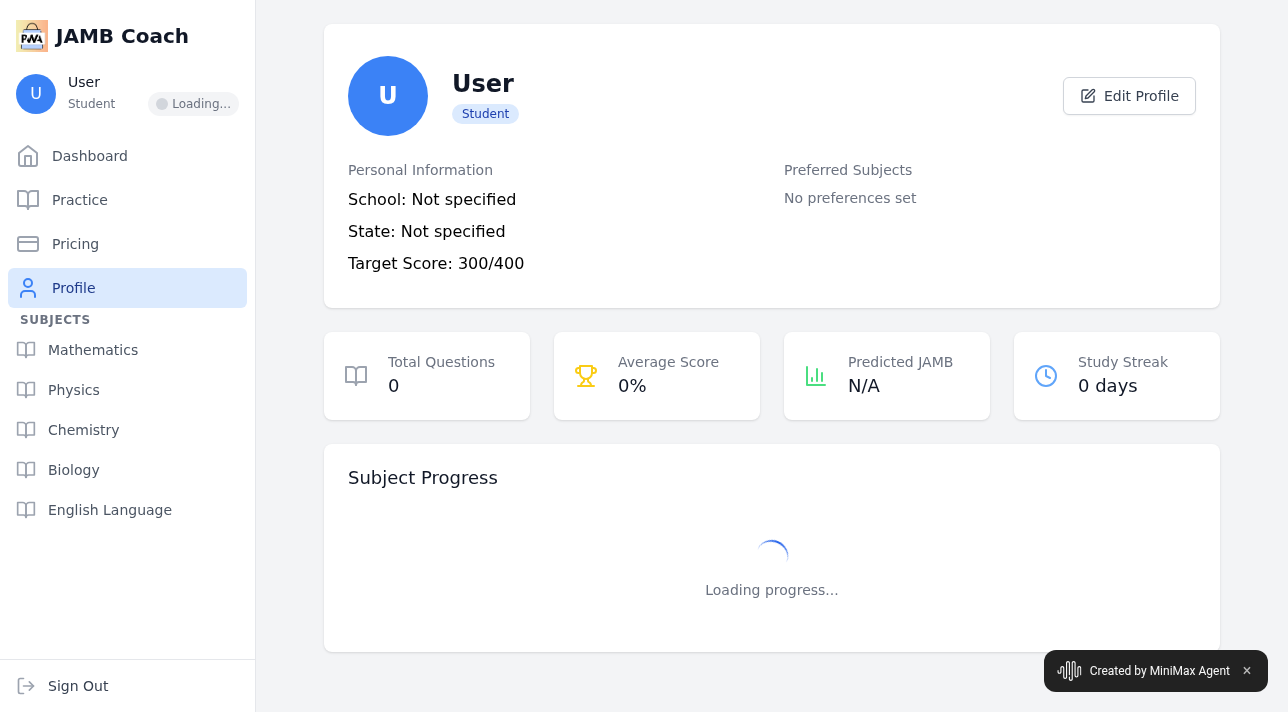 PWA
JAMB Coach
U
User
Student
Loading...
Dashboard
Practice
Pricing
Profile
SUBJECTS
Mathematics
Physics
Chemistry
Biology
English Language
Sign Out
U
User
Student
Edit Profile
Personal Information
School: Not specified
State: Not specified
Target Score: 300/400
Preferred Subjects
No preferences set
Total Questions
0
Average Score
0%
Predicted JAMB
N/A
Study Streak
0 days
Subject Progress
Loading progress...
Created by MiniMax Agent ×